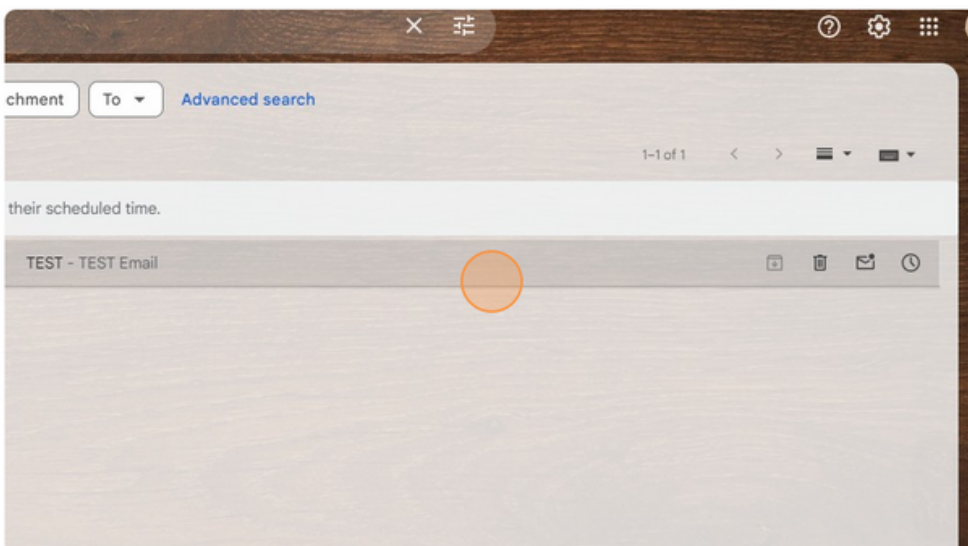 chment To Advanced search
1–1 of 1
their scheduled time.
TEST - TEST Email